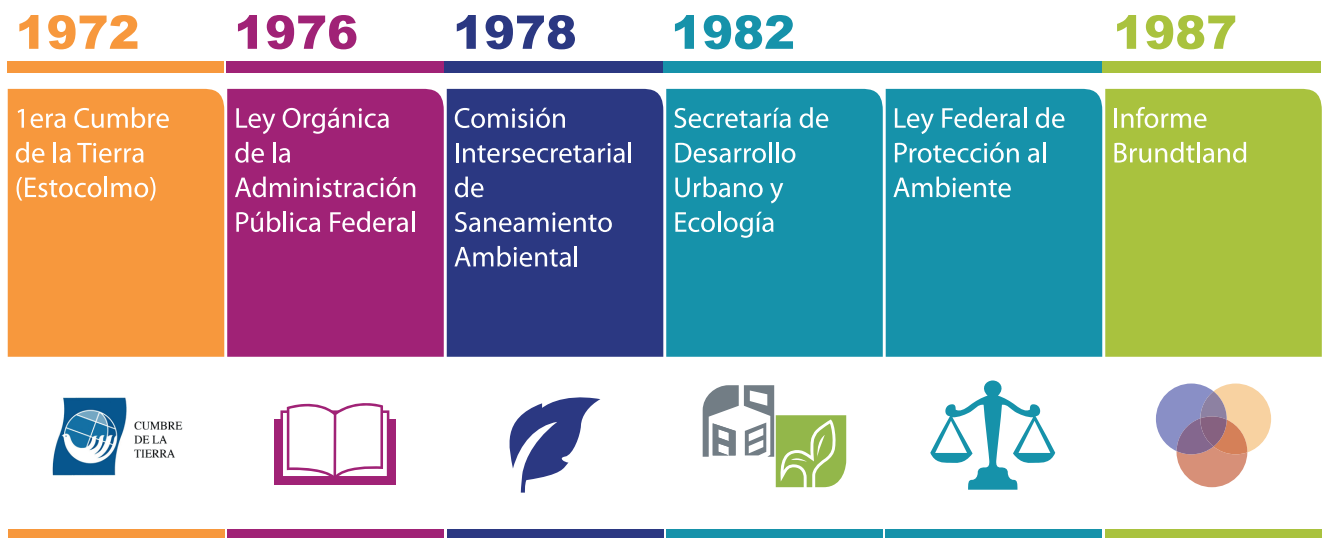 1972
1era Cumbre
de la Tierra
(Estocolmo)
CUMBRE
DE LA
TIERRA
1976
Ley Orgánica
de la
Administración
Pública Federal
1978
Comisión
Intersecretarial
de
Saneamiento
Ambiental
1982
Secretaría de
Desarrollo
Urbano y
Ecología
Ley Federal de
Protección al
Ambiente
1987
Informe
Brundtland